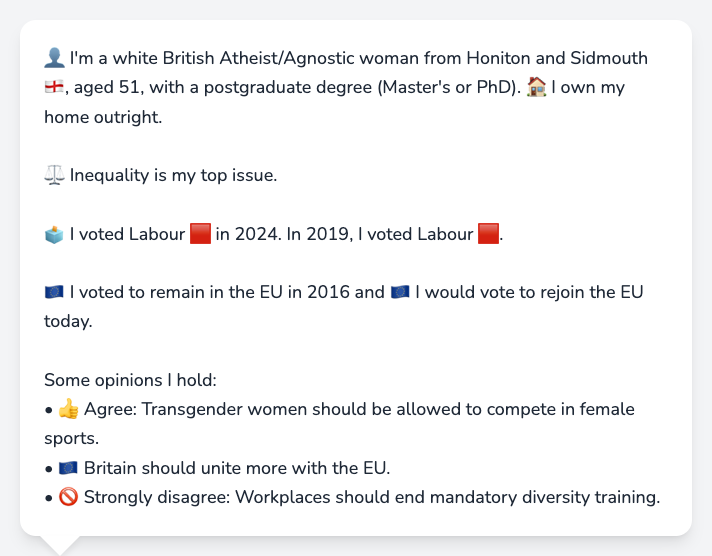 👤 I'm a white British Atheist/Agnostic woman from Honiton and Sidmouth
🏴󠁧󠁢󠁥󠁮󠁧󠁿, aged 51, with a postgraduate degree (Master's or PhD). 🏠 I own my
home outright.
⚖️ Inequality is my top issue.
🗳️ I voted Labour 🟥 in 2024. In 2019, I voted Labour 🟥.
🇪🇺 I voted to remain in the EU in 2016 and 🇪🇺 I would vote to rejoin the EU
today.
Some opinions I hold:
• 👍 Agree: Transgender women should be allowed to compete in female
sports.
• 🇪🇺 Britain should unite more with the EU.
• 🚫 Strongly disagree: Workplaces should end mandatory diversity training.